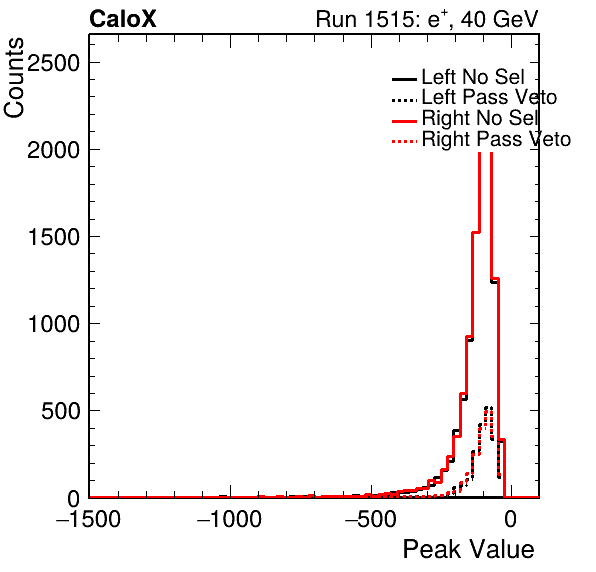 CaloX Run 1515: e⁺, 40 GeV
Counts
2500
2000
1500
1000
500
0
Left No Sel
Left Pass Veto
Right No Sel
Right Pass Veto
−1500 −1000 −500 0
Peak Value